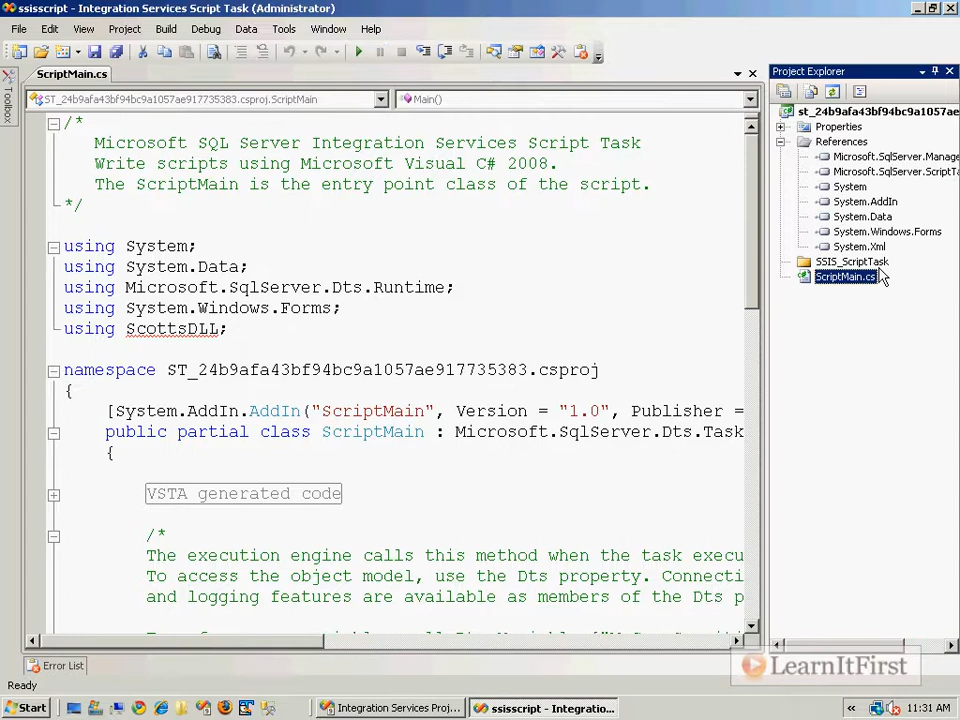 ssisscript - Integration Services Script Task (Administrator)
File Edit View Project Build Debug Data Tools Window Help
ScriptMain.cs
Toolbox
ST_24b9afa43bf94bc9a1057ae917735383.csproj.ScriptMain
Main()
/*
Microsoft SQL Server Integration Services Script Task
Write scripts using Microsoft Visual C# 2008.
The ScriptMain is the entry point class of the script.
*/
using System;
using System.Data;
using Microsoft.SqlServer.Dts.Runtime;
using System.Windows.Forms;
using ScottsDLL;
namespace ST_24b9afa43bf94bc9a1057ae917735383.csproj
{
[System.AddIn.AddIn("ScriptMain", Version = "1.0", Publisher =
public partial class ScriptMain : Microsoft.SqlServer.Dts.Task
{
VSTA generated code
/*
The execution engine calls this method when the task execu
To access the object model, use the Dts property. Connecti
and logging features are available as members of the Dts p
Project Explorer
st_24b9afa43bf94bc9a1057ae
Properties
References
Microsoft.SqlServer.Manage
Microsoft.SqlServer.ScriptTa
System
System.AddIn
System.Data
System.Windows.Forms
System.Xml
SSIS_ScriptTask
ScriptMain.cs
Error List
Ready
LearnItFirst
Start
Integration Services Proj...
ssisscript - Integratio...
11:31 AM